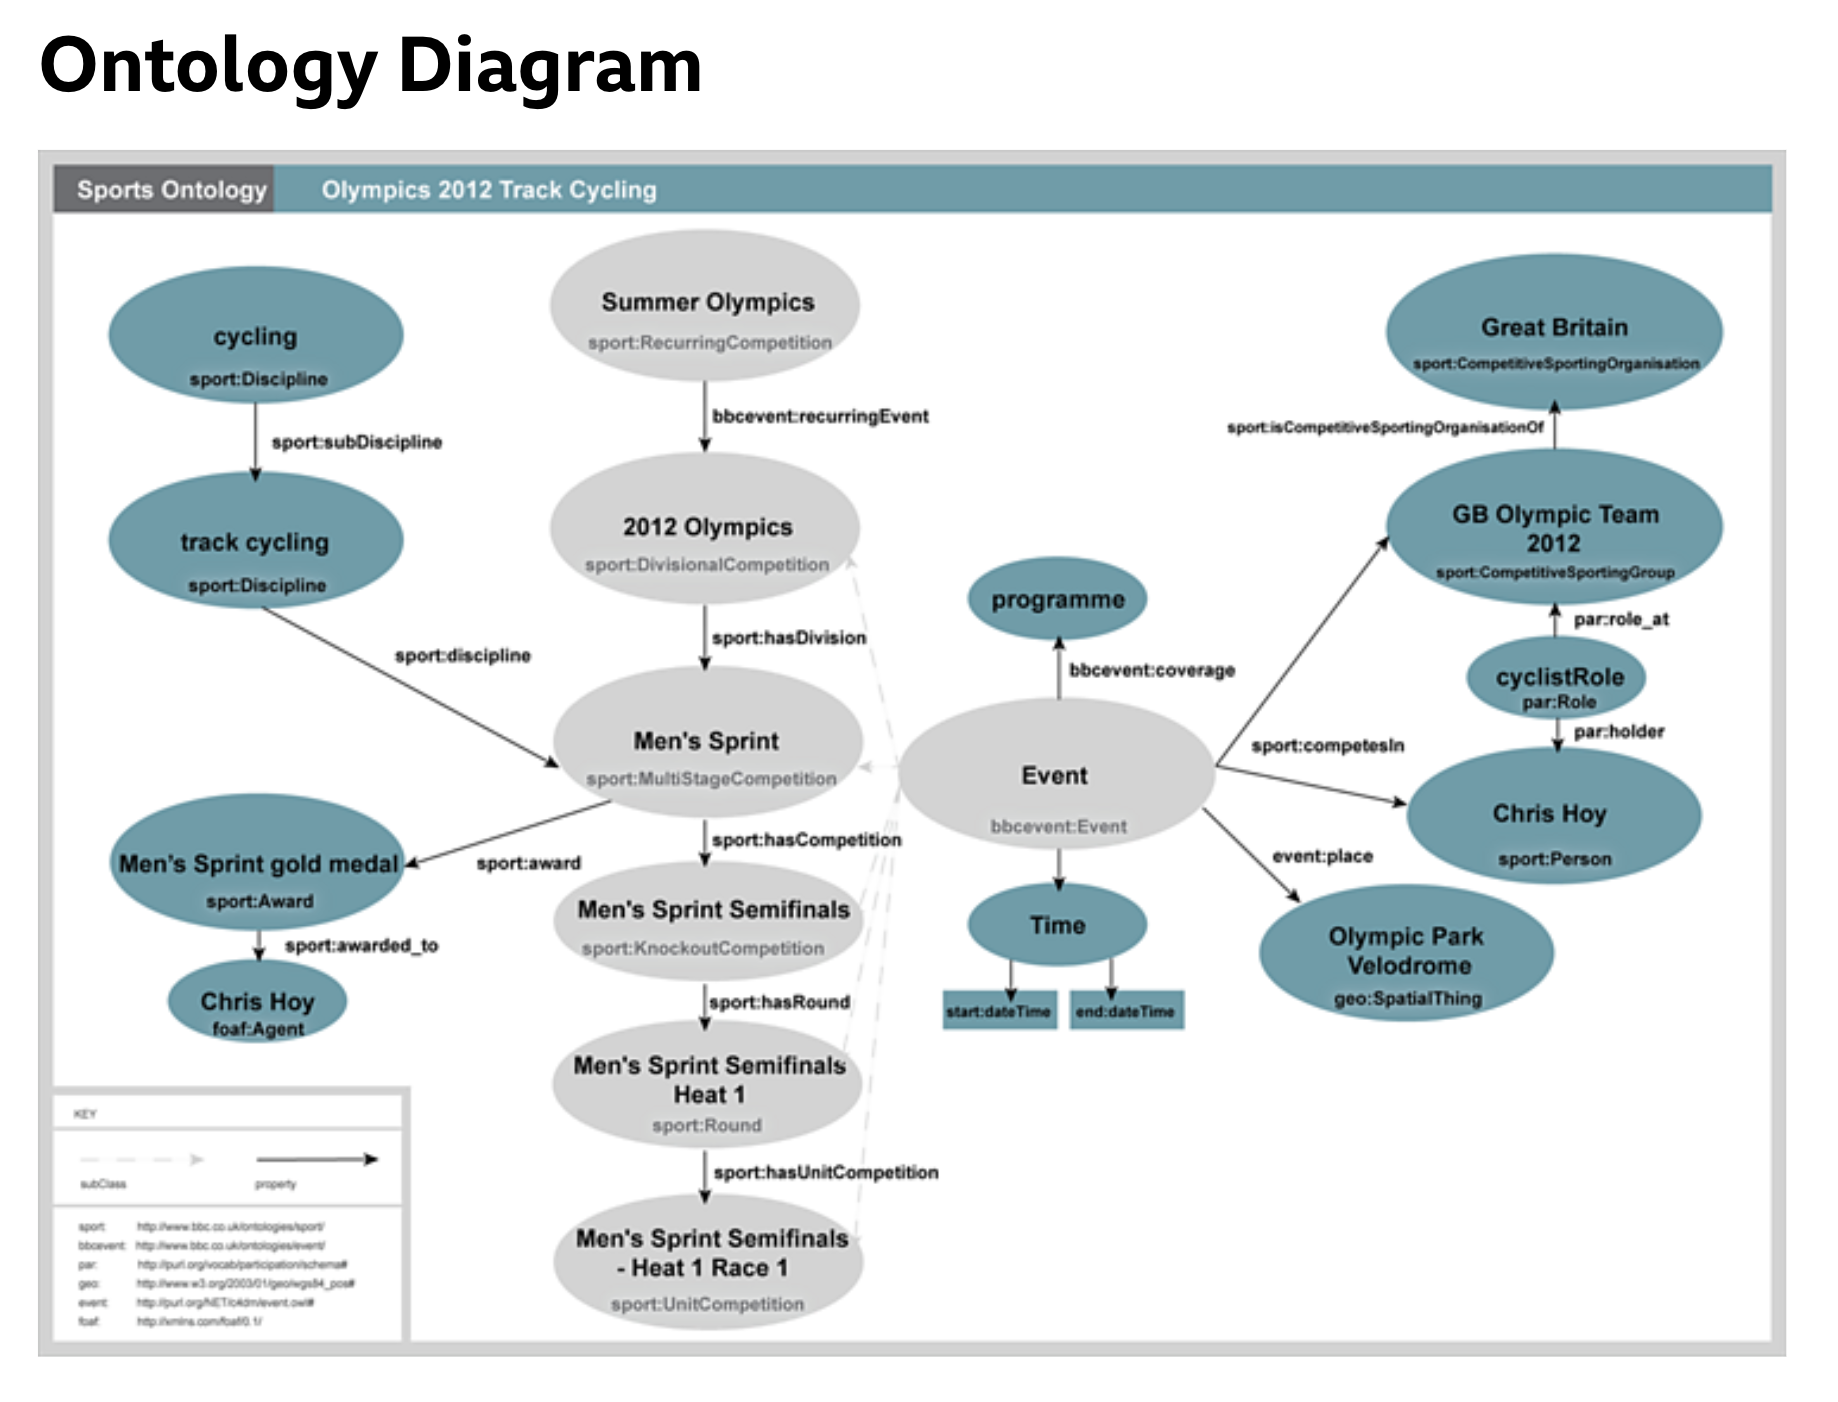 Ontology Diagram
Sports Ontology
Olympics 2012 Track Cycling
cycling
sport:Discipline
sport:subDiscipline
track cycling
sport:Discipline
sport:discipline
Summer Olympics
sport:RecurringCompetition
bbcevent:recurringEvent
2012 Olympics
sport:DivisionalCompetition
sport:hasDivision
Men's Sprint
sport:MultiStageCompetition
sport:award
Men's Sprint gold medal
sport:Award
sport:awarded_to
Chris Hoy
foaf:Agent
sport:hasCompetition
Men's Sprint Semifinals
sport:KnockoutCompetition
sport:hasRound
Men's Sprint Semifinals
Heat 1
sport:Round
sport:hasUnitCompetition
Men's Sprint Semifinals
- Heat 1 Race 1
sport:UnitCompetition
programme
bbcevent:coverage
Event
bbcevent:Event
Time
start:dateTime
end:dateTime
Great Britain
sport:CompetitiveSportingOrganisation
sport:isCompetitiveSportingOrganisationOf
GB Olympic Team
2012
sport:CompetitiveSportingGroup
par:role_at
cyclistRole
par:Role
par:holder
sport:competesIn
Chris Hoy
sport:Person
event:place
Olympic Park
Velodrome
geo:SpatialThing
KEY
subClass
property
sport: http://www.bbc.co.uk/ontologies/sport/
bbcevent: http://www.bbc.co.uk/ontologies/event/
par: http://purl.org/vocab/participation/schema#
geo: http://www.w3.org/2003/01/geo/wgs84_pos#
event: http://purl.org/NET/c4dm/event.owl#
foaf: http://xmlns.com/foaf/0.1/